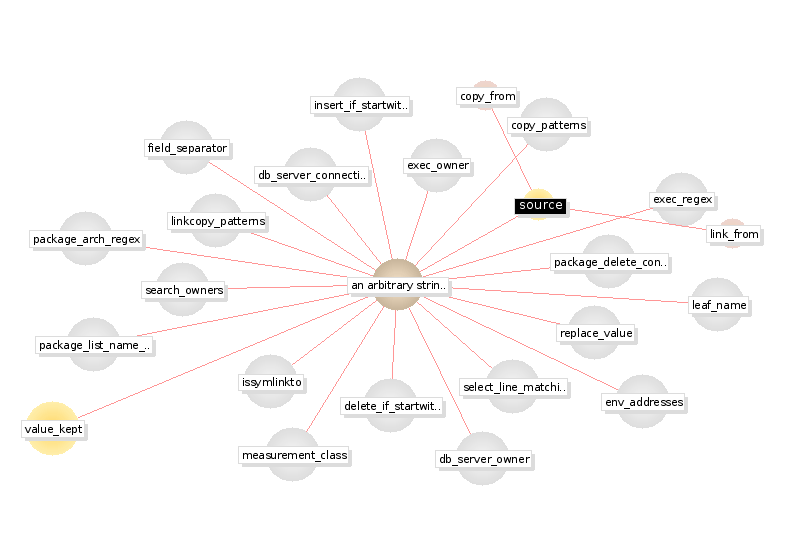 copy_from
insert_if_startwit..
copy_patterns
field_separator
exec_owner
db_server_connecti..
exec_regex
source
linkcopy_patterns
link_from
package_arch_regex
package_delete_con..
an arbitrary strin..
search_owners
leaf_name
replace_value
package_list_name_..
issymlinkto
select_line_matchi..
env_addresses
delete_if_startwit..
value_kept
measurement_class
db_server_owner